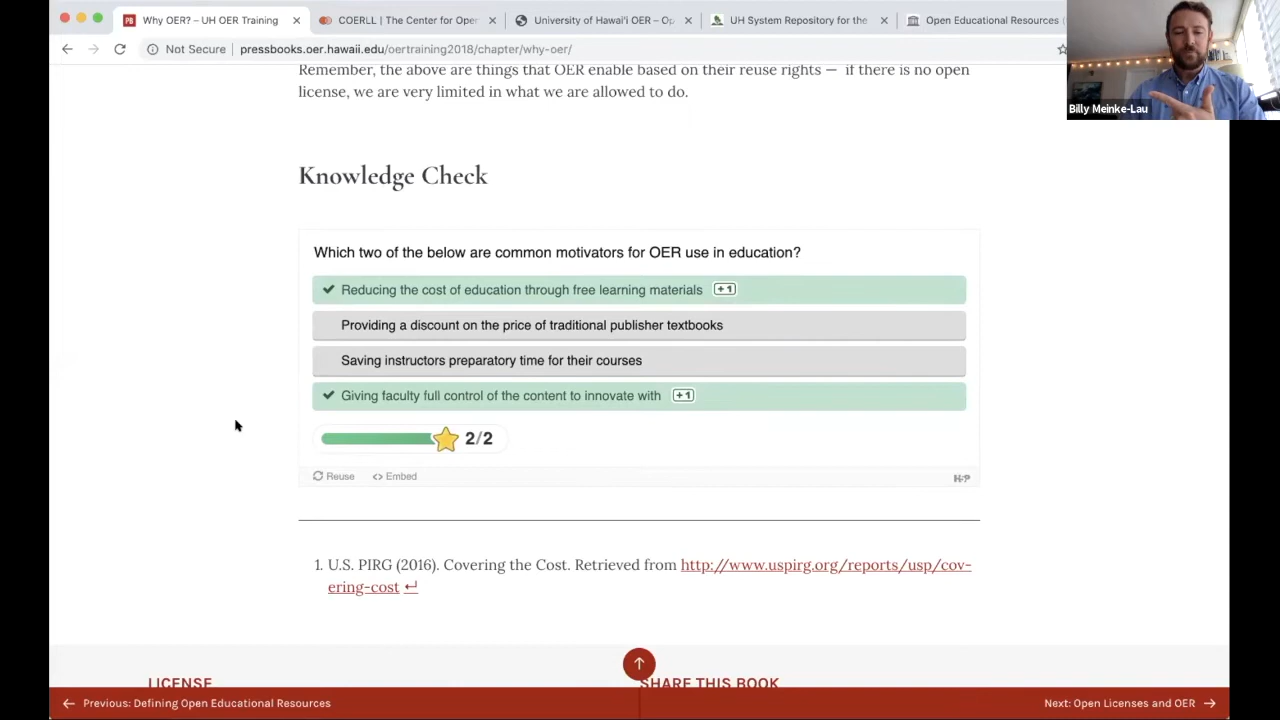 Why OER? – UH OER Training
COERLL | The Center for Oper
University of Hawai'i OER – Op
UH System Repository for the
Open Educational Resources (
Not Secure
pressbooks.oer.hawaii.edu/oertraining2018/chapter/why-oer/
Billy Meinke-Lau
Remember, the above are things that OER enable based on their reuse rights — if there is no open
license, we are very limited in what we are allowed to do.
Knowledge Check
Which two of the below are common motivators for OER use in education?
Reducing the cost of education through free learning materials +1
Providing a discount on the price of traditional publisher textbooks
Saving instructors preparatory time for their courses
Giving faculty full control of the content to innovate with +1
2/2
Reuse
<> Embed
H-P
1. U.S. PIRG (2016). Covering the Cost. Retrieved from http://www.uspirg.org/reports/usp/cov-
ering-cost ↵
LICENSE
SHARE THIS BOOK
← Previous: Defining Open Educational Resources
Next: Open Licenses and OER →